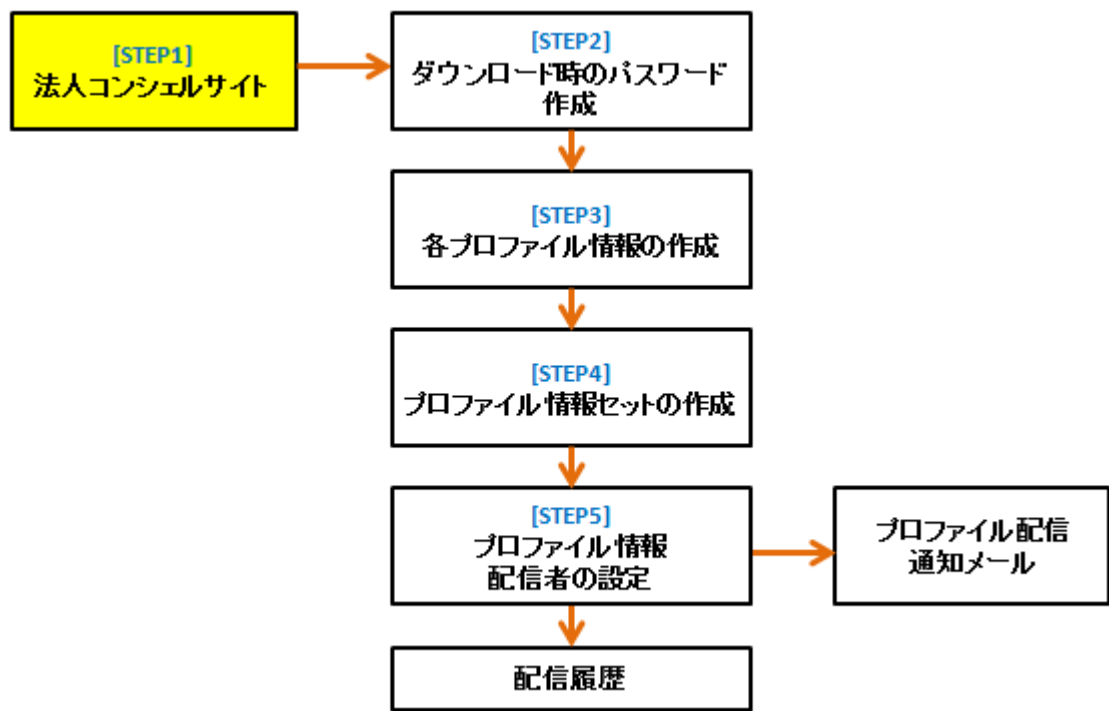 [STEP1]
法人コンシェルサイト
[STEP2]
ダウンロード時のパスワード
作成
[STEP3]
各プロファイル情報の作成
[STEP4]
プロファイル情報セットの作成
[STEP5]
プロファイル情報
配信者の設定
プロファイル配信
通知メール
配信履歴